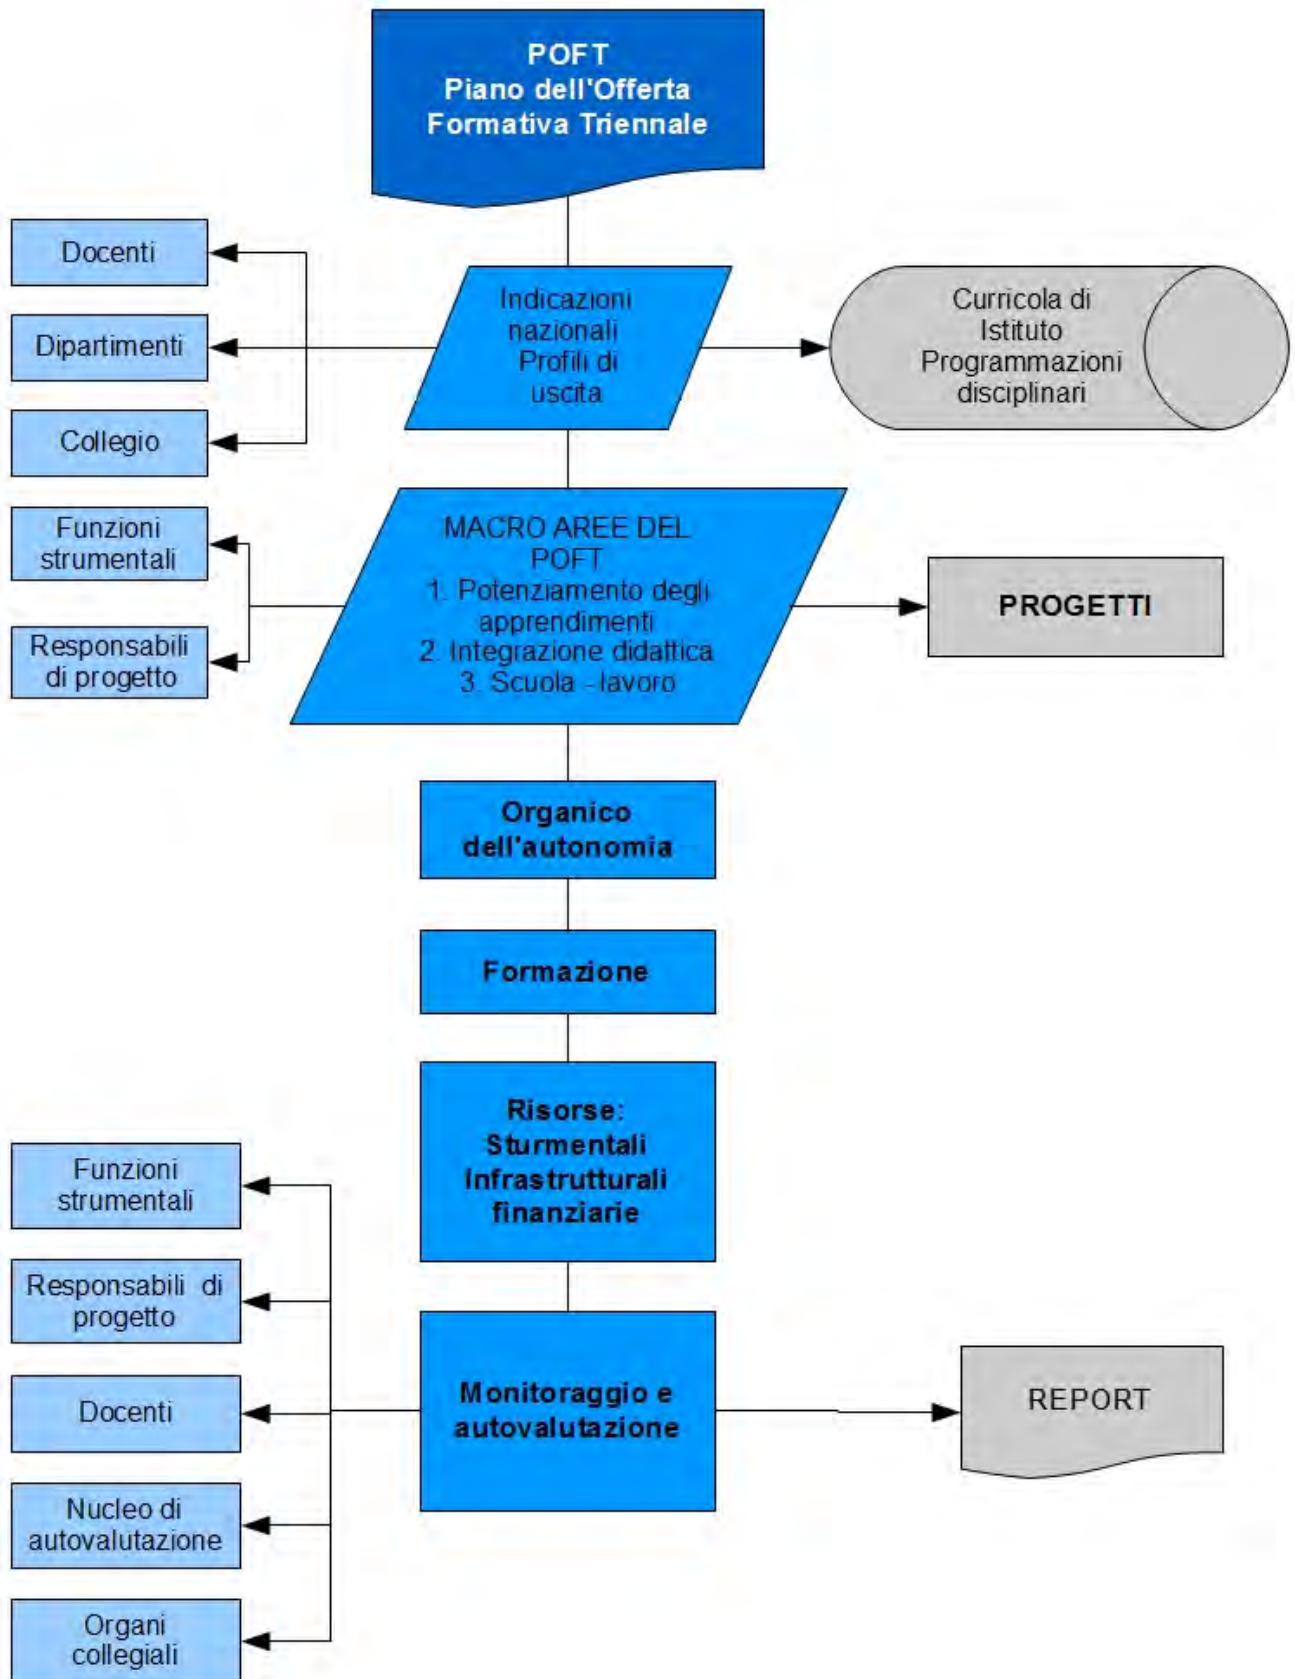 POFT
Piano dell'Offerta
Formativa Triennale
Docenti
Dipartimenti
Collegio
Indicazioni
nazionali
Profili di
uscita
Curricola di
Istituto
Programmazioni
disciplinari
Funzioni
strumentali
Responsabili
di progetto
MACRO AREE DEL
POFT
1. Potenziamento degli
apprendimenti
2. Integrazione didattica
3. Scuola - lavoro
PROGETTI
Organico
dell'autonomia
Formazione
Risorse:
Sturmentali
Infrastrutturali
finanziarie
Funzioni
strumentali
Responsabili di
progetto
Docenti
Nucleo di
autovalutazione
Organi
collegiali
Monitoraggio e
autovalutazione
REPORT